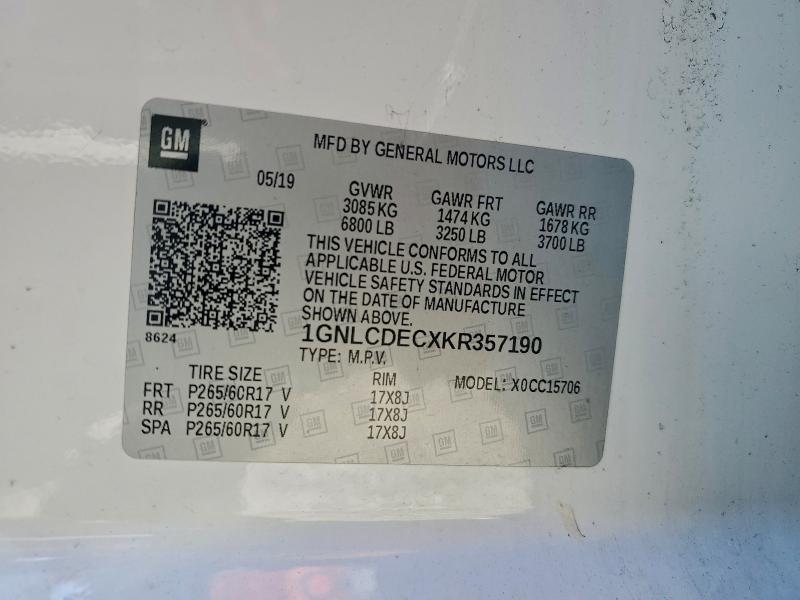 GM
MFD BY GENERAL MOTORS LLC
05/19
GVWR GAWR FRT GAWR RR
3085 KG 1474 KG 1678 KG
6800 LB 3250 LB 3700 LB
THIS VEHICLE CONFORMS TO ALL
APPLICABLE U.S. FEDERAL MOTOR
VEHICLE SAFETY STANDARDS IN EFFECT
ON THE DATE OF MANUFACTURE
SHOWN ABOVE.
8624
1GNLCDECXKR357190
TYPE: M.P.V.
TIRE SIZE RIM MODEL: X0CC15706
FRT P265/60R17 V 17X8J
RR P265/60R17 V 17X8J
SPA P265/60R17 V 17X8J